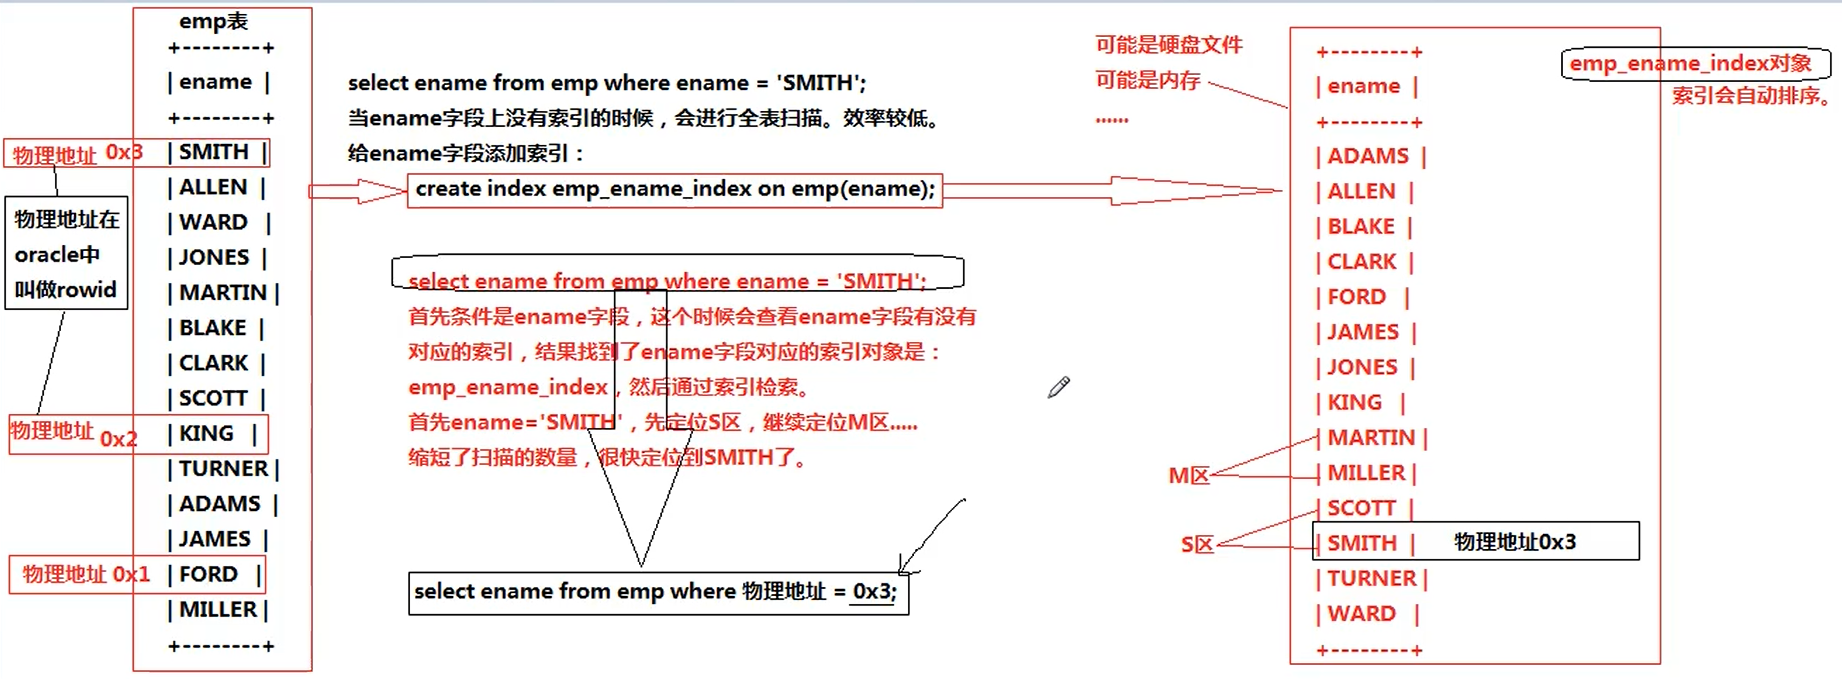 emp表
+--------+
| ename |
+--------+
| SMITH |
| ALLEN |
| WARD |
| JONES |
| MARTIN |
| BLAKE |
| CLARK |
| SCOTT |
| KING |
| TURNER |
| ADAMS |
| JAMES |
| FORD |
| MILLER |
+--------+
物理地址 0x3
物理地址在
oracle中
叫做rowid
物理地址 0x2
物理地址 0x1
select ename from emp where ename = 'SMITH';
当ename字段上没有索引的时候，会进行全表扫描。效率较低。
给ename字段添加索引：
create index emp_ename_index on emp(ename);
select ename from emp where ename = 'SMITH';
首先条件是ename字段，这个时候会查看ename字段有没有
对应的索引，结果找到了ename字段对应的索引对象是：
emp_ename_index，然后通过索引检索。
首先ename='SMITH'，先定位S区，继续定位M区.....
缩短了扫描的数量，很快定位到SMITH了。
select ename from emp where 物理地址 = 0x3;
可能是硬盘文件
可能是内存
......
+--------+
| ename |
+--------+
| ADAMS |
| ALLEN |
| BLAKE |
| CLARK |
| FORD |
| JAMES |
| JONES |
| KING |
| MARTIN |
| MILLER |
| SCOTT |
| SMITH | 物理地址0x3
| TURNER |
| WARD |
+--------+
M区
S区
emp_ename_index对象
索引会自动排序。